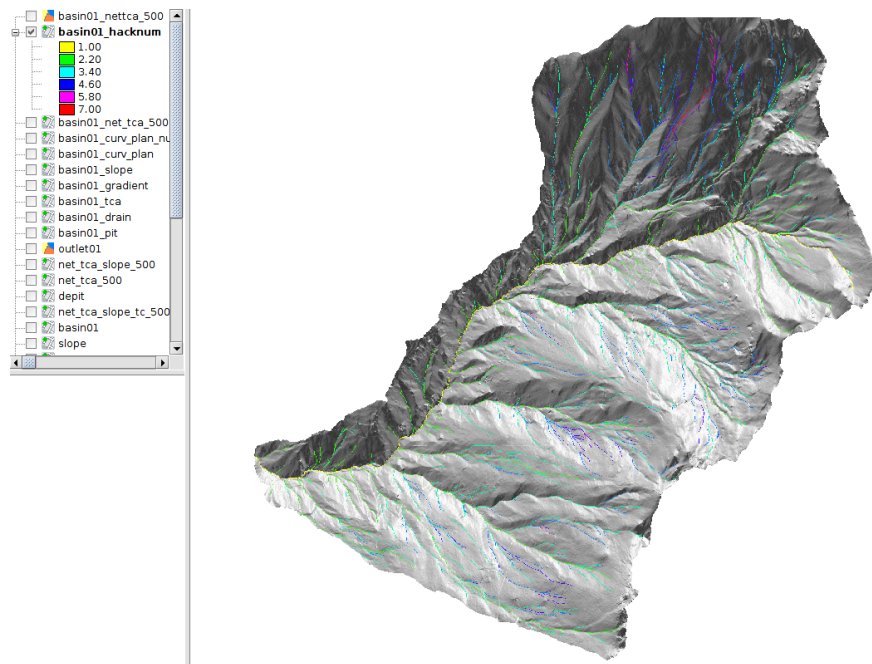 basin01_nettca_500
basin01_hacknum
1.00
2.20
3.40
4.60
5.80
7.00
basin01_net_tca_500
basin01_curv_plan_nu
basin01_curv_plan
basin01_slope
basin01_gradient
basin01_tca
basin01_drain
basin01_pit
outlet01
net_tca_slope_500
net_tca_500
depit
net_tca_slope_tc_500
basin01
slope